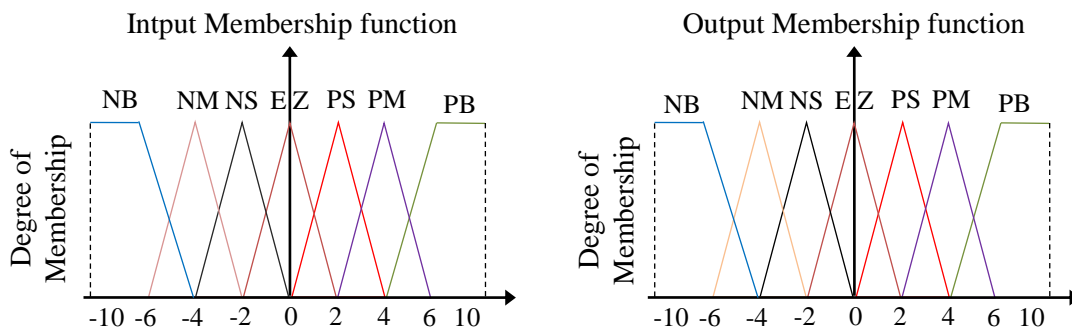 Intput Membership function
NB NM NS E Z PS PM PB
Degree of
Membership
-10 -6 -4 -2 0 2 4 6 10
Output Membership function
NB NM NS E Z PS PM PB
Degree of
Membership
-10 -6 -4 -2 0 2 4 6 10